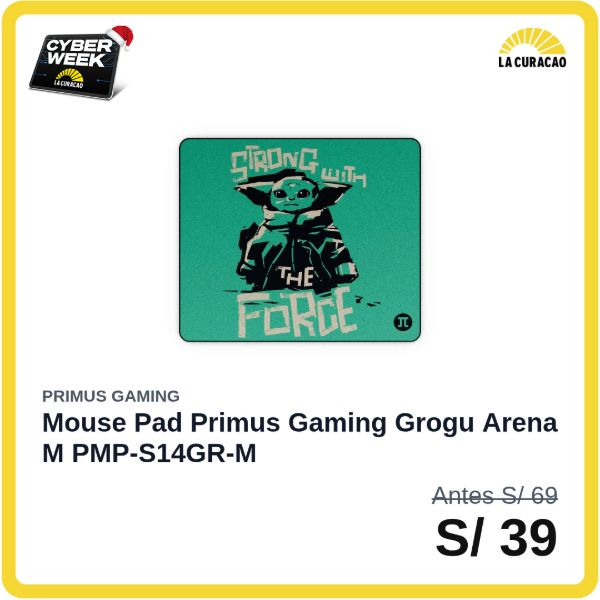 CYBER
WEEK
LA CURACAO
LA CURACAO
STRONG WITH
THE
FORCE
PRIMUS GAMING
Mouse Pad Primus Gaming Grogu Arena
M PMP-S14GR-M
Antes S/ 69
S/ 39